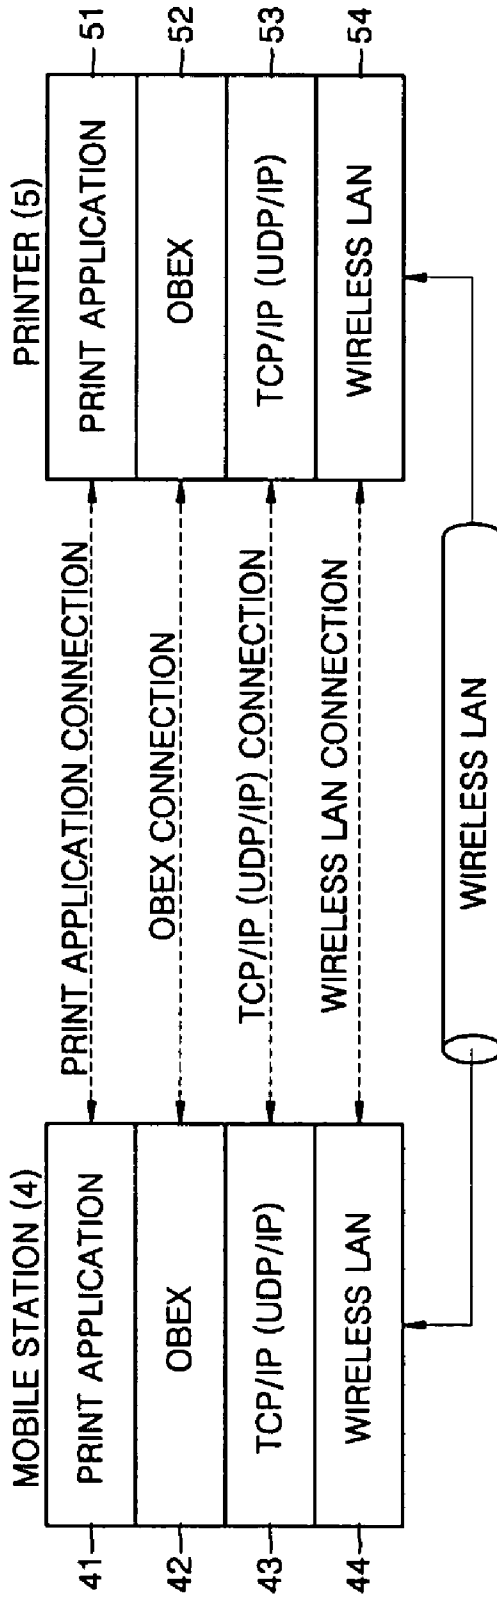 MOBILE STATION (4)
PRINTER (5)
41
PRINT APPLICATION
PRINT APPLICATION CONNECTION
PRINT APPLICATION
51
42
OBEX
OBEX CONNECTION
OBEX
52
43
TCP/IP (UDP/IP)
TCP/IP (UDP/IP) CONNECTION
TCP/IP (UDP/IP)
53
44
WIRELESS LAN
WIRELESS LAN CONNECTION
WIRELESS LAN
54
WIRELESS LAN